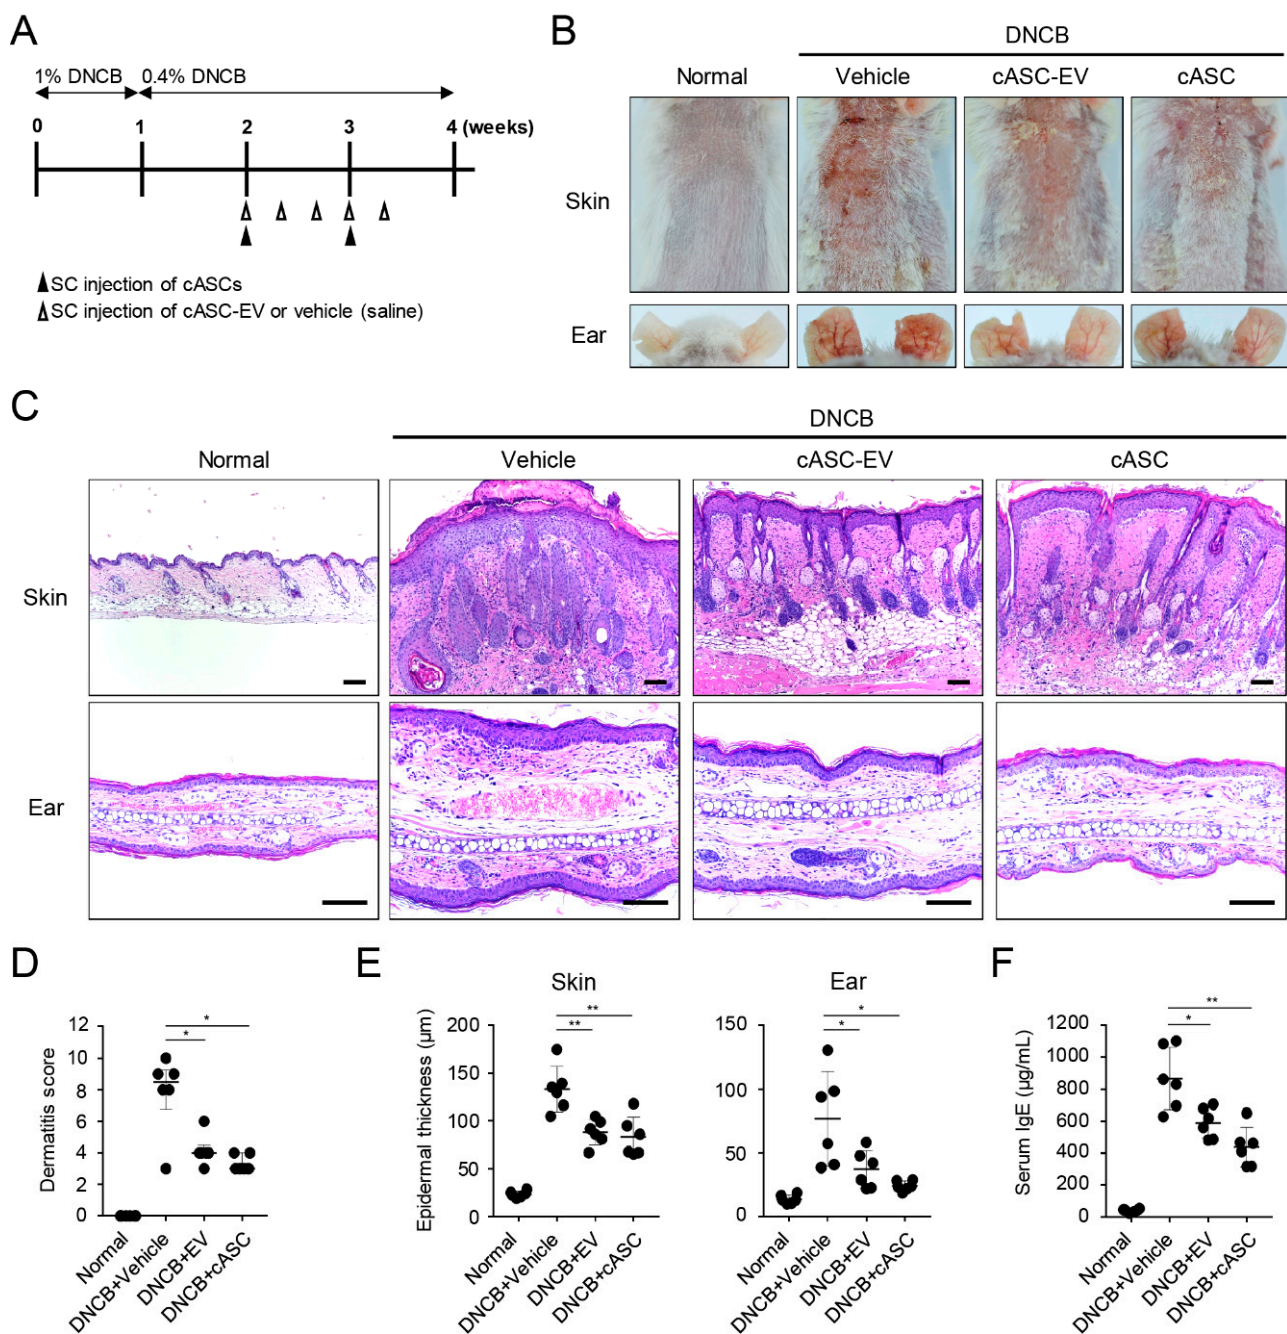 A
1% DNCB
0.4% DNCB
0
1
2
3
4 (weeks)
SC injection of cASCs
SC injection of cASC-EV or vehicle (saline)
B
DNCB
Normal
Vehicle
cASC-EV
cASC
Skin
Ear
C
DNCB
Normal
Vehicle
cASC-EV
cASC
Skin
Ear
D
Dermatitis score
12
10
8
6
4
2
0
*
*
Normal
DNCB+Vehicle
DNCB+EV
DNCB+cASC
E
Skin
Epidermal thickness (µm)
200
150
100
50
0
**
**
Normal
DNCB+Vehicle
DNCB+EV
DNCB+cASC
Ear
150
100
50
0
*
*
Normal
DNCB+Vehicle
DNCB+EV
DNCB+cASC
F
Serum IgE (µg/mL)
1200
1000
800
600
400
200
0
**
*
Normal
DNCB+Vehicle
DNCB+EV
DNCB+cASC